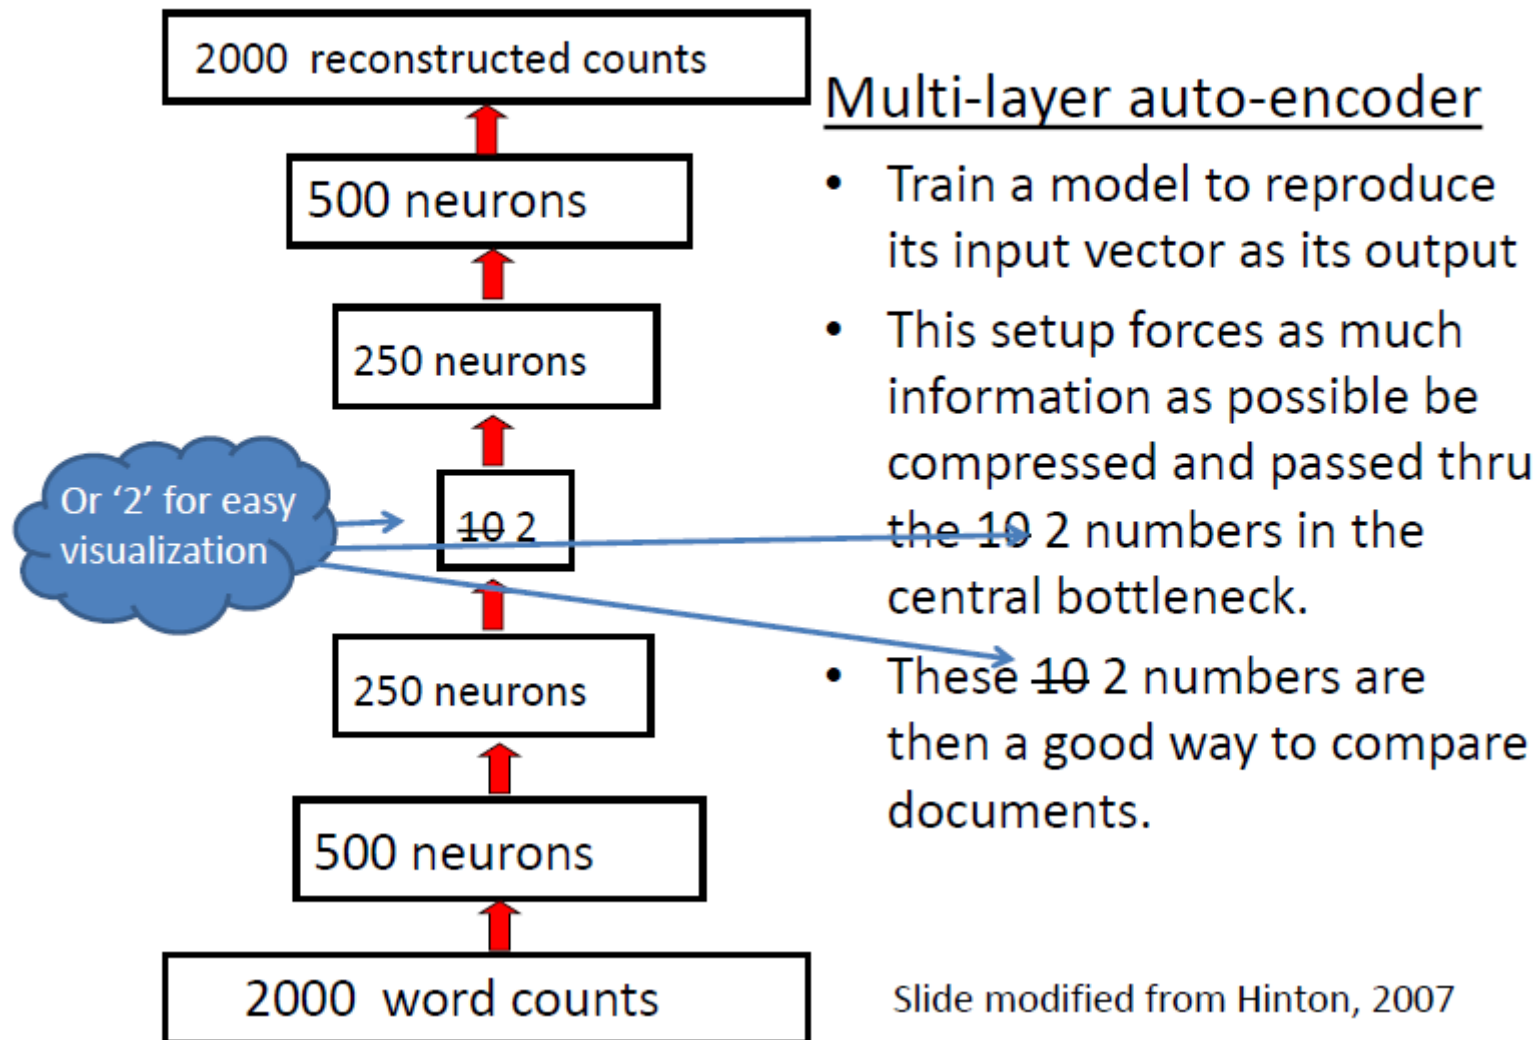 2000 reconstructed counts
500 neurons
250 neurons
Or ‘2’ for easy
visualization
10 2
250 neurons
500 neurons
2000 word counts
Multi-layer auto-encoder
• Train a model to reproduce
its input vector as its output
• This setup forces as much
information as possible be
compressed and passed thru
the 10 2 numbers in the
central bottleneck.
• These 10 2 numbers are
then a good way to compare
documents.
Slide modified from Hinton, 2007